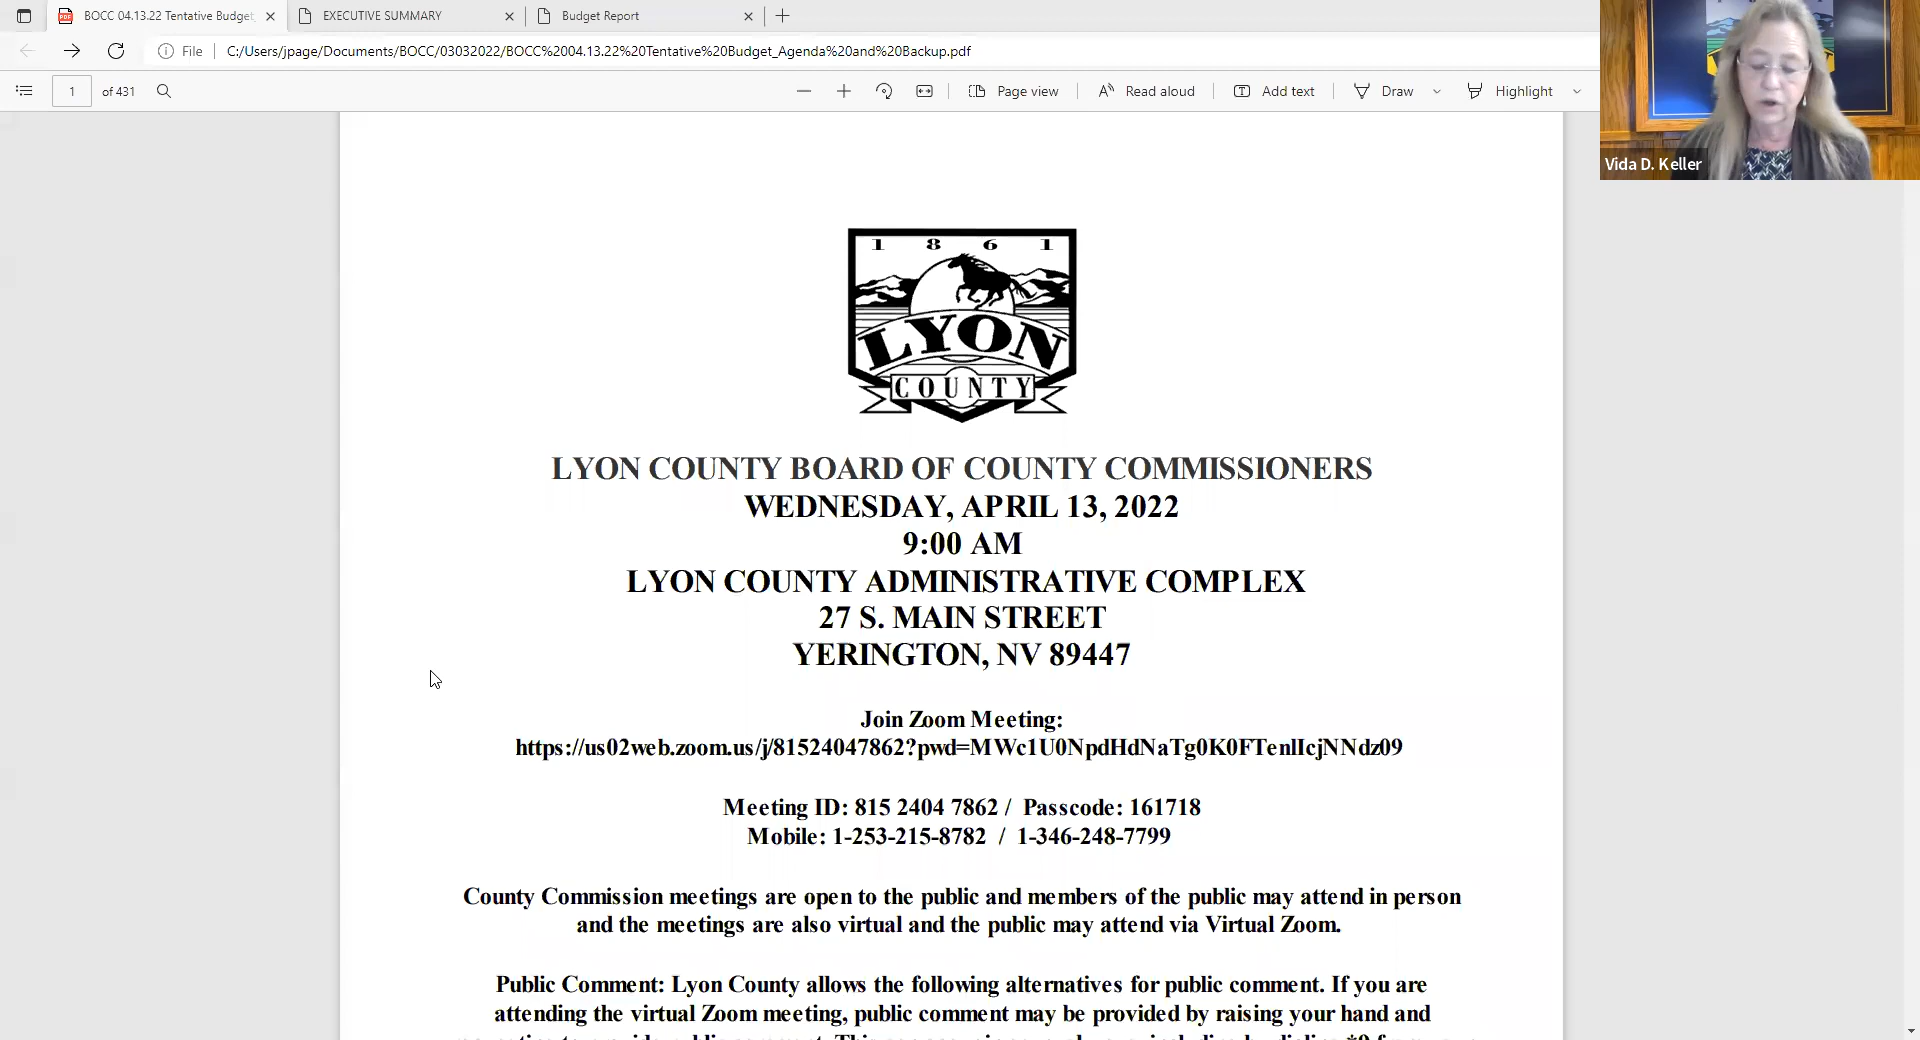 BOCC 04.13.22 Tentative Budget
EXECUTIVE SUMMARY
Budget Report
File
C:/Users/jpage/Documents/BOCC/03032022/BOCC%2004.13.22%20Tentative%20Budget_Agenda%20and%20Backup.pdf
1 of 431
Page view
Read aloud
Add text
Draw
Highlight
Vida D. Keller
1 8 6 1
LYON
COUNTY
LYON COUNTY BOARD OF COUNTY COMMISSIONERS
WEDNESDAY, APRIL 13, 2022
9:00 AM
LYON COUNTY ADMINISTRATIVE COMPLEX
27 S. MAIN STREET
YERINGTON, NV 89447
Join Zoom Meeting:
https://us02web.zoom.us/j/81524047862?pwd=MWc1U0NpdHdNaTg0K0FTenlIcjNNdz09
Meeting ID: 815 2404 7862 / Passcode: 161718
Mobile: 1-253-215-8782 / 1-346-248-7799
County Commission meetings are open to the public and members of the public may attend in person
and the meetings are also virtual and the public may attend via Virtual Zoom.
Public Comment: Lyon County allows the following alternatives for public comment. If you are
attending the virtual Zoom meeting, public comment may be provided by raising your hand and